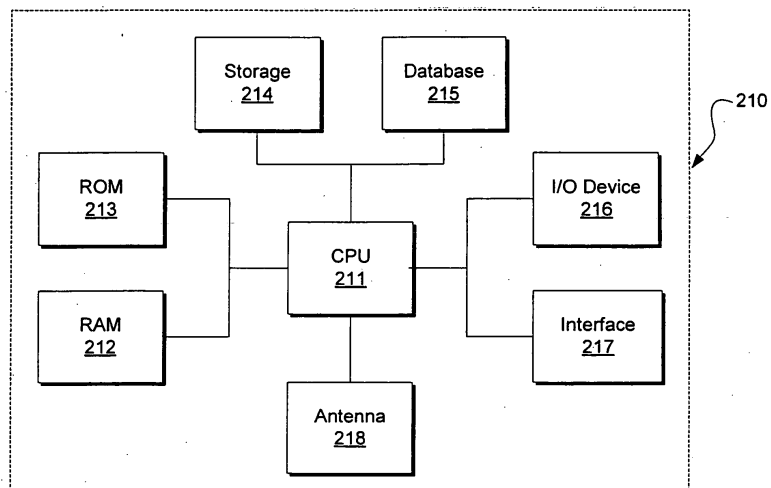 Storage
214
Database
215
210
ROM
213
I/O Device
216
CPU
211
RAM
212
Interface
217
Antenna
218